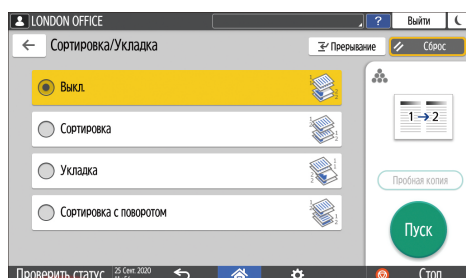 LONDON OFFICE
? Выйти
Сортировка/Укладка
Прерывание
Сброс
Выкл.
Сортировка
Укладка
Сортировка с поворотом
1→2
Пробная копия
Пуск
Проверить статус
25 Сент. 2020
Стоп